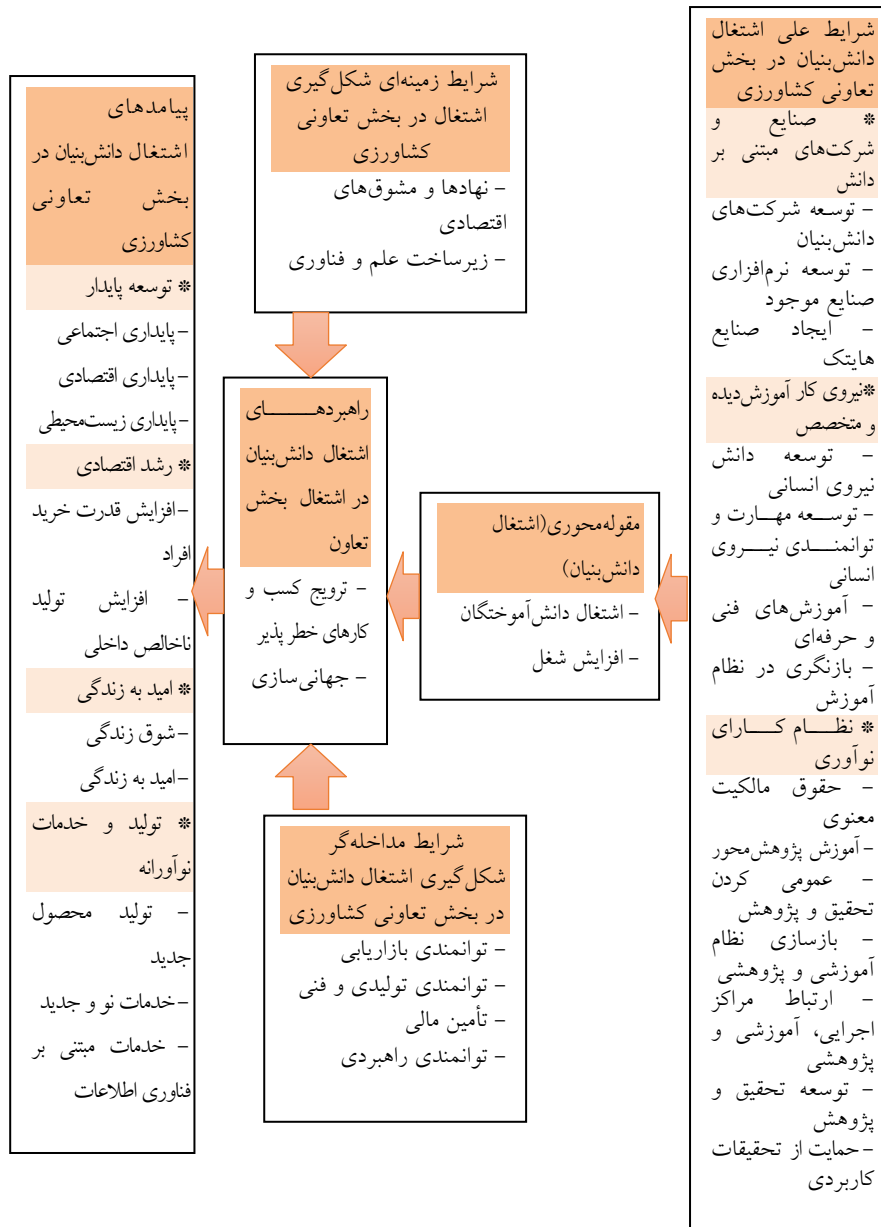 شرایط علی اشتغال
دانش‌بنیان در بخش
تعاونی کشاورزی
* صنایع و
شرکت‌های مبتنی بر
دانش
- توسعه شرکت‌های
دانش‌بنیان
- توسعه نرم‌افزاری
صنایع موجود
- ایجاد صنایع
هایتک
*نیروی کار آموزش‌دیده
و متخصص
- توسعه دانش
نیروی انسانی
- توسعه مهارت و
توانمندی نیروی
انسانی
- آموزش‌های فنی
و حرفه‌ای
- بازنگری در نظام
آموزش
* نظام کارای
نوآوری
- حقوق مالکیت
معنوی
- آموزش پژوهش‌محور
- عمومی کردن
تحقیق و پژوهش
- بازسازی نظام
آموزشی و پژوهشی
- ارتباط مراکز
اجرایی، آموزشی و
پژوهشی
- توسعه تحقیق و
پژوهش
- حمایت از تحقیقات
کاربردی
شرایط زمینه‌ای شکل‌گیری
اشتغال در بخش تعاونی
کشاورزی
- نهادها و مشوق‌های
اقتصادی
- زیرساخت علم و فناوری
مقوله‌محوری(اشتغال
دانش‌بنیان)
- اشتغال دانش‌آموختگان
- افزایش شغل
راهبردهای
اشتغال دانش‌بنیان
در اشتغال بخش
تعاون
- ترویج کسب و
کارهای خطر پذیر
- جهانی‌سازی
شرایط مداخله‌گر
شکل‌گیری اشتغال دانش‌بنیان
در بخش تعاونی کشاورزی
- توانمندی بازاریابی
- توانمندی تولیدی و فنی
- تأمین مالی
- توانمندی راهبردی
پیامدهای
اشتغال دانش‌بنیان در
بخش تعاونی
کشاورزی
* توسعه پایدار
-پایداری اجتماعی
-پایداری اقتصادی
-پایداری زیست‌محیطی
* رشد اقتصادی
-افزایش قدرت خرید
افراد
- افزایش تولید
ناخالص داخلی
* امید به زندگی
-شوق زندگی
-امید به زندگی
* تولید و خدمات
نوآورانه
- تولید محصول
جدید
-خدمات نو و جدید
- خدمات مبتنی بر
فناوری اطلاعات